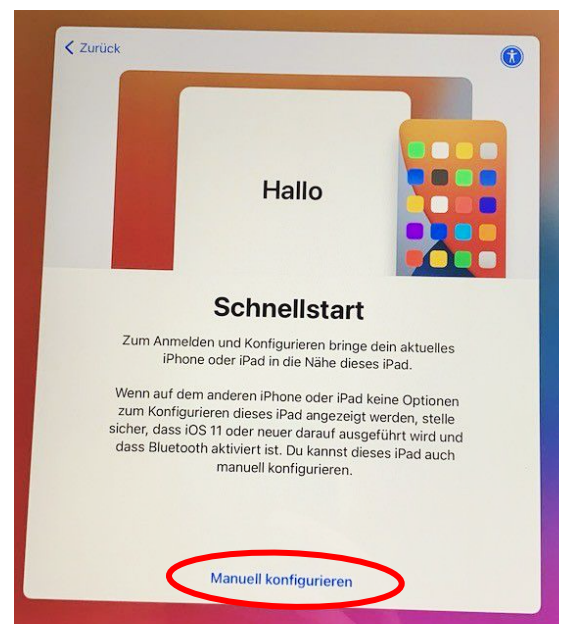 Zurück
Hallo
Schnellstart
Zum Anmelden und Konfigurieren bringe dein aktuelles
iPhone oder iPad in die Nähe dieses iPad.
Wenn auf dem anderen iPhone oder iPad keine Optionen
zum Konfigurieren dieses iPad angezeigt werden, stelle
sicher, dass iOS 11 oder neuer darauf ausgeführt wird und
dass Bluetooth aktiviert ist. Du kannst dieses iPad auch
manuell konfigurieren.
Manuell konfigurieren